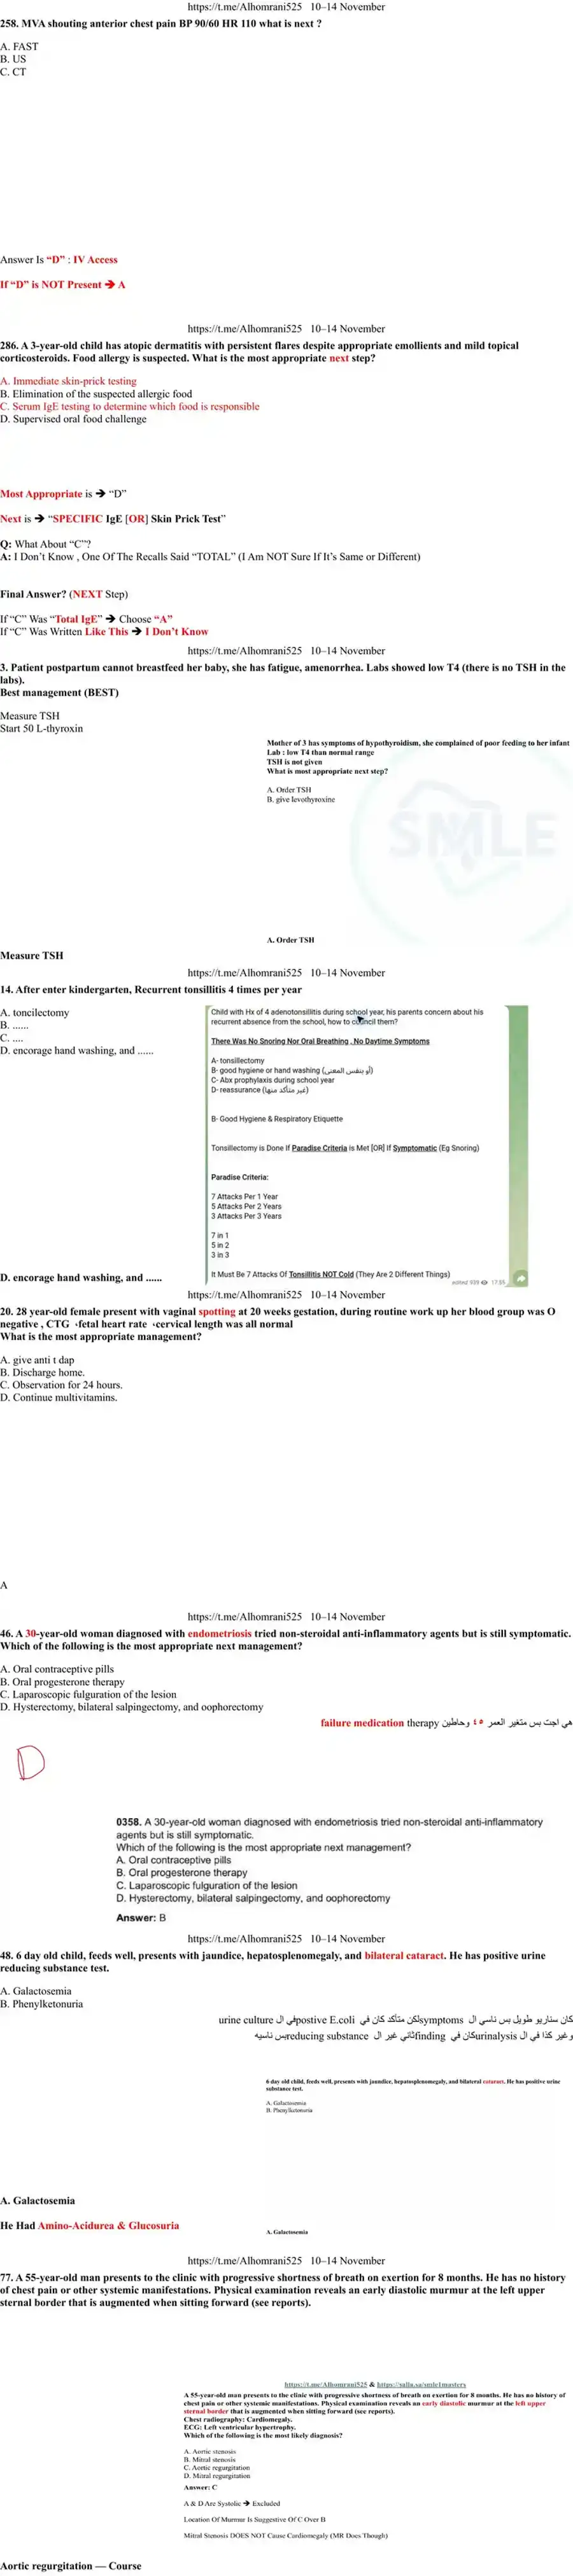 https://t.me/Alhomrani525 10–14 November
258. MVA shouting anterior chest pain BP 90/60 HR 110 what is next ?
A. FAST
B. US
C. CT
Answer Is “D” : IV Access
If “D” is NOT Present ➔ A
https://t.me/Alhomrani525 10–14 November
286. A 3-year-old child has atopic dermatitis with persistent flares despite appropriate emollients and mild topical
corticosteroids. Food allergy is suspected. What is the most appropriate next step?
A. Immediate skin-prick testing
B. Elimination of the suspected allergic food
C. Serum IgE testing to determine which food is responsible
D. Supervised oral food challenge
Most Appropriate is ➔ “D”
Next is ➔ “SPECIFIC IgE [OR] Skin Prick Test”
Q: What About “C”?
A: I Don’t Know , One Of The Recalls Said “TOTAL” (I Am NOT Sure If It’s Same or Different)
Final Answer? (NEXT Step)
If “C” Was “Total IgE” ➔ Choose “A”
If “C” Was Written Like This ➔ I Don’t Know
https://t.me/Alhomrani525 10–14 November
3. Patient postpartum cannot breastfeed her baby, she has fatigue, amenorrhea. Labs showed low T4 (there is no TSH in the
labs).
Best management (BEST)
Measure TSH
Start 50 L-thyroxin
Mother of 3 has symptoms of hypothyroidism, she complained of poor feeding to her infant
Lab : low T4 than normal range
TSH is not given
What is most appropriate next step?
A. Order TSH
B. give levothyroxine
SMLE
A. Order TSH
Measure TSH
https://t.me/Alhomrani525 10–14 November
14. After enter kindergarten, Recurrent tonsillitis 4 times per year
A. toncilectomy
B. ......
C. ....
D. encorage hand washing, and ......
Child with Hx of 4 adenotonsillitis during school year, his parents concern about his
recurrent absence from the school, how to council them?
There Was No Snoring Nor Oral Breathing , No Daytime Symptoms
A- tonsillectomy
B- good hygiene or hand washing (أو بنفس المعنى)
C- Abx prophylaxis during school year
D- reassurance (غير متأكد منها)
B- Good Hygiene & Respiratory Etiquette
Tonsillectomy is Done If Paradise Criteria is Met [OR] If Symptomatic (Eg Snoring)
Paradise Criteria:
7 Attacks Per 1 Year
5 Attacks Per 2 Years
3 Attacks Per 3 Years
7 in 1
5 in 2
3 in 3
It Must Be 7 Attacks Of Tonsillitis NOT Cold (They Are 2 Different Things)
edited 939 17:35
D. encorage hand washing, and ......
https://t.me/Alhomrani525 10–14 November
20. 28 year-old female present with vaginal spotting at 20 weeks gestation, during routine work up her blood group was O
negative , CTG ،fetal heart rate ،cervical length was all normal
What is the most appropriate management?
A. give anti t dap
B. Discharge home.
C. Observation for 24 hours.
D. Continue multivitamins.
A
https://t.me/Alhomrani525 10–14 November
46. A 30-year-old woman diagnosed with endometriosis tried non-steroidal anti-inflammatory agents but is still symptomatic.
Which of the following is the most appropriate next management?
A. Oral contraceptive pills
B. Oral progesterone therapy
C. Laparoscopic fulguration of the lesion
D. Hysterectomy, bilateral salpingectomy, and oophorectomy
هي اجت بس متغير العمر ٤٥ وحاطين failure medication therapy
D
0358. A 30-year-old woman diagnosed with endometriosis tried non-steroidal anti-inflammatory
agents but is still symptomatic.
Which of the following is the most appropriate next management?
A. Oral contraceptive pills
B. Oral progesterone therapy
C. Laparoscopic fulguration of the lesion
D. Hysterectomy, bilateral salpingectomy, and oophorectomy
Answer: B
https://t.me/Alhomrani525 10–14 November
48. 6 day old child, feeds well, presents with jaundice, hepatosplenomegaly, and bilateral cataract. He has positive urine
reducing substance test.
A. Galactosemia
B. Phenylketonuria
كان سناريو طويل بس ناسي ال symptoms لكن متأكد كان في postive E.coli في ال urine culture
وغير كذا في ال urinalysis كان في finding ثاني غير ال reducing substance بس ناسيه
6 day old child, feeds well, presents with jaundice, hepatosplenomegaly, and bilateral cataract. He has positive urine
substance test.
A. Galactosemia
B. Phenylketonuria
A. Galactosemia
He Had Amino-Acidurea & Glucosuria
A. Galactosemia
https://t.me/Alhomrani525 10–14 November
77. A 55-year-old man presents to the clinic with progressive shortness of breath on exertion for 8 months. He has no history
of chest pain or other systemic manifestations. Physical examination reveals an early diastolic murmur at the left upper
sternal border that is augmented when sitting forward (see reports).
https://t.me/Alhomrani525 & https://salla.sa/smle1masters
A 55-year-old man presents to the clinic with progressive shortness of breath on exertion for 8 months. He has no history of
chest pain or other systemic manifestations. Physical examination reveals an early diastolic murmur at the left upper
sternal border that is augmented when sitting forward (see reports).
Chest radiography: Cardiomegaly.
ECG: Left ventricular hypertrophy.
Which of the following is the most likely diagnosis?
A. Aortic stenosis
B. Mitral stenosis
C. Aortic regurgitation
D. Mitral regurgitation
Answer: C
A & D Are Systolic ➔ Excluded
Location Of Murmur Is Suggestive Of C Over B
Mitral Stenosis DOES NOT Cause Cardiomegaly (MR Does Though)
Aortic regurgitation — Course